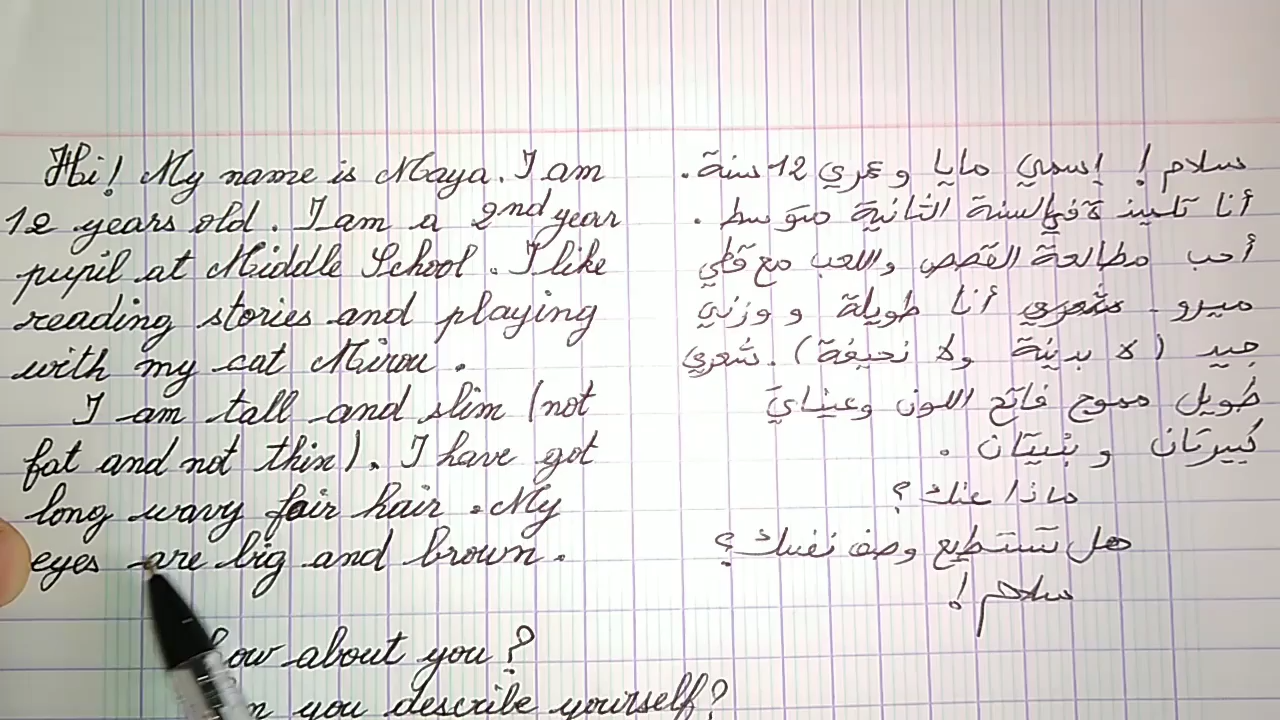 Hi! My name is Maya. I am
12 years old. I am a 2nd year
pupil at Middle School. I like
reading stories and playing
with my cat Mirou.
I am tall and slim (not
fat and not thin). I have got
long wavy fair hair. My
eyes are big and brown.
How about you?
you describe yourself?
سلام! إسمي مايا و عمري 12 سنة.
أنا تلميذة في السنة الثانية متوسط.
أحب مطالعة القصص واللعب مع قطي
ميرو. أنا طويلة و وزني
جيد (لا بدينة ولا نحيفة). شعري
طويل مموج فاتح اللون وعيناي
كبيرتان و بنيتان.
ماذا عنك؟
هل تستطيع وصف نفسك؟
سلام!